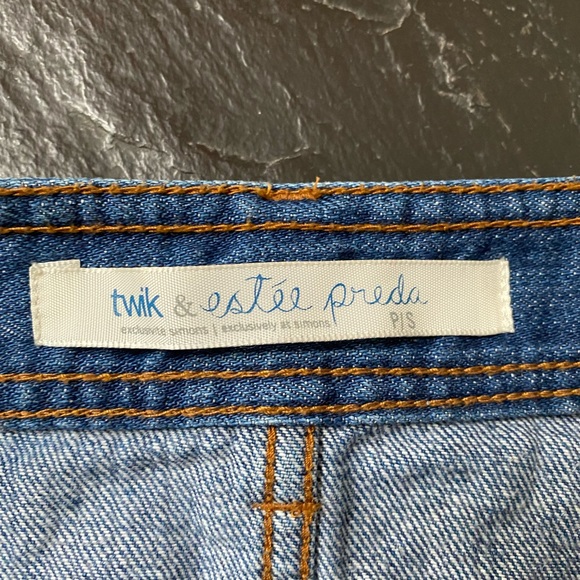 twik & estée preda
exclusivité simons | exclusively at simons
P|S